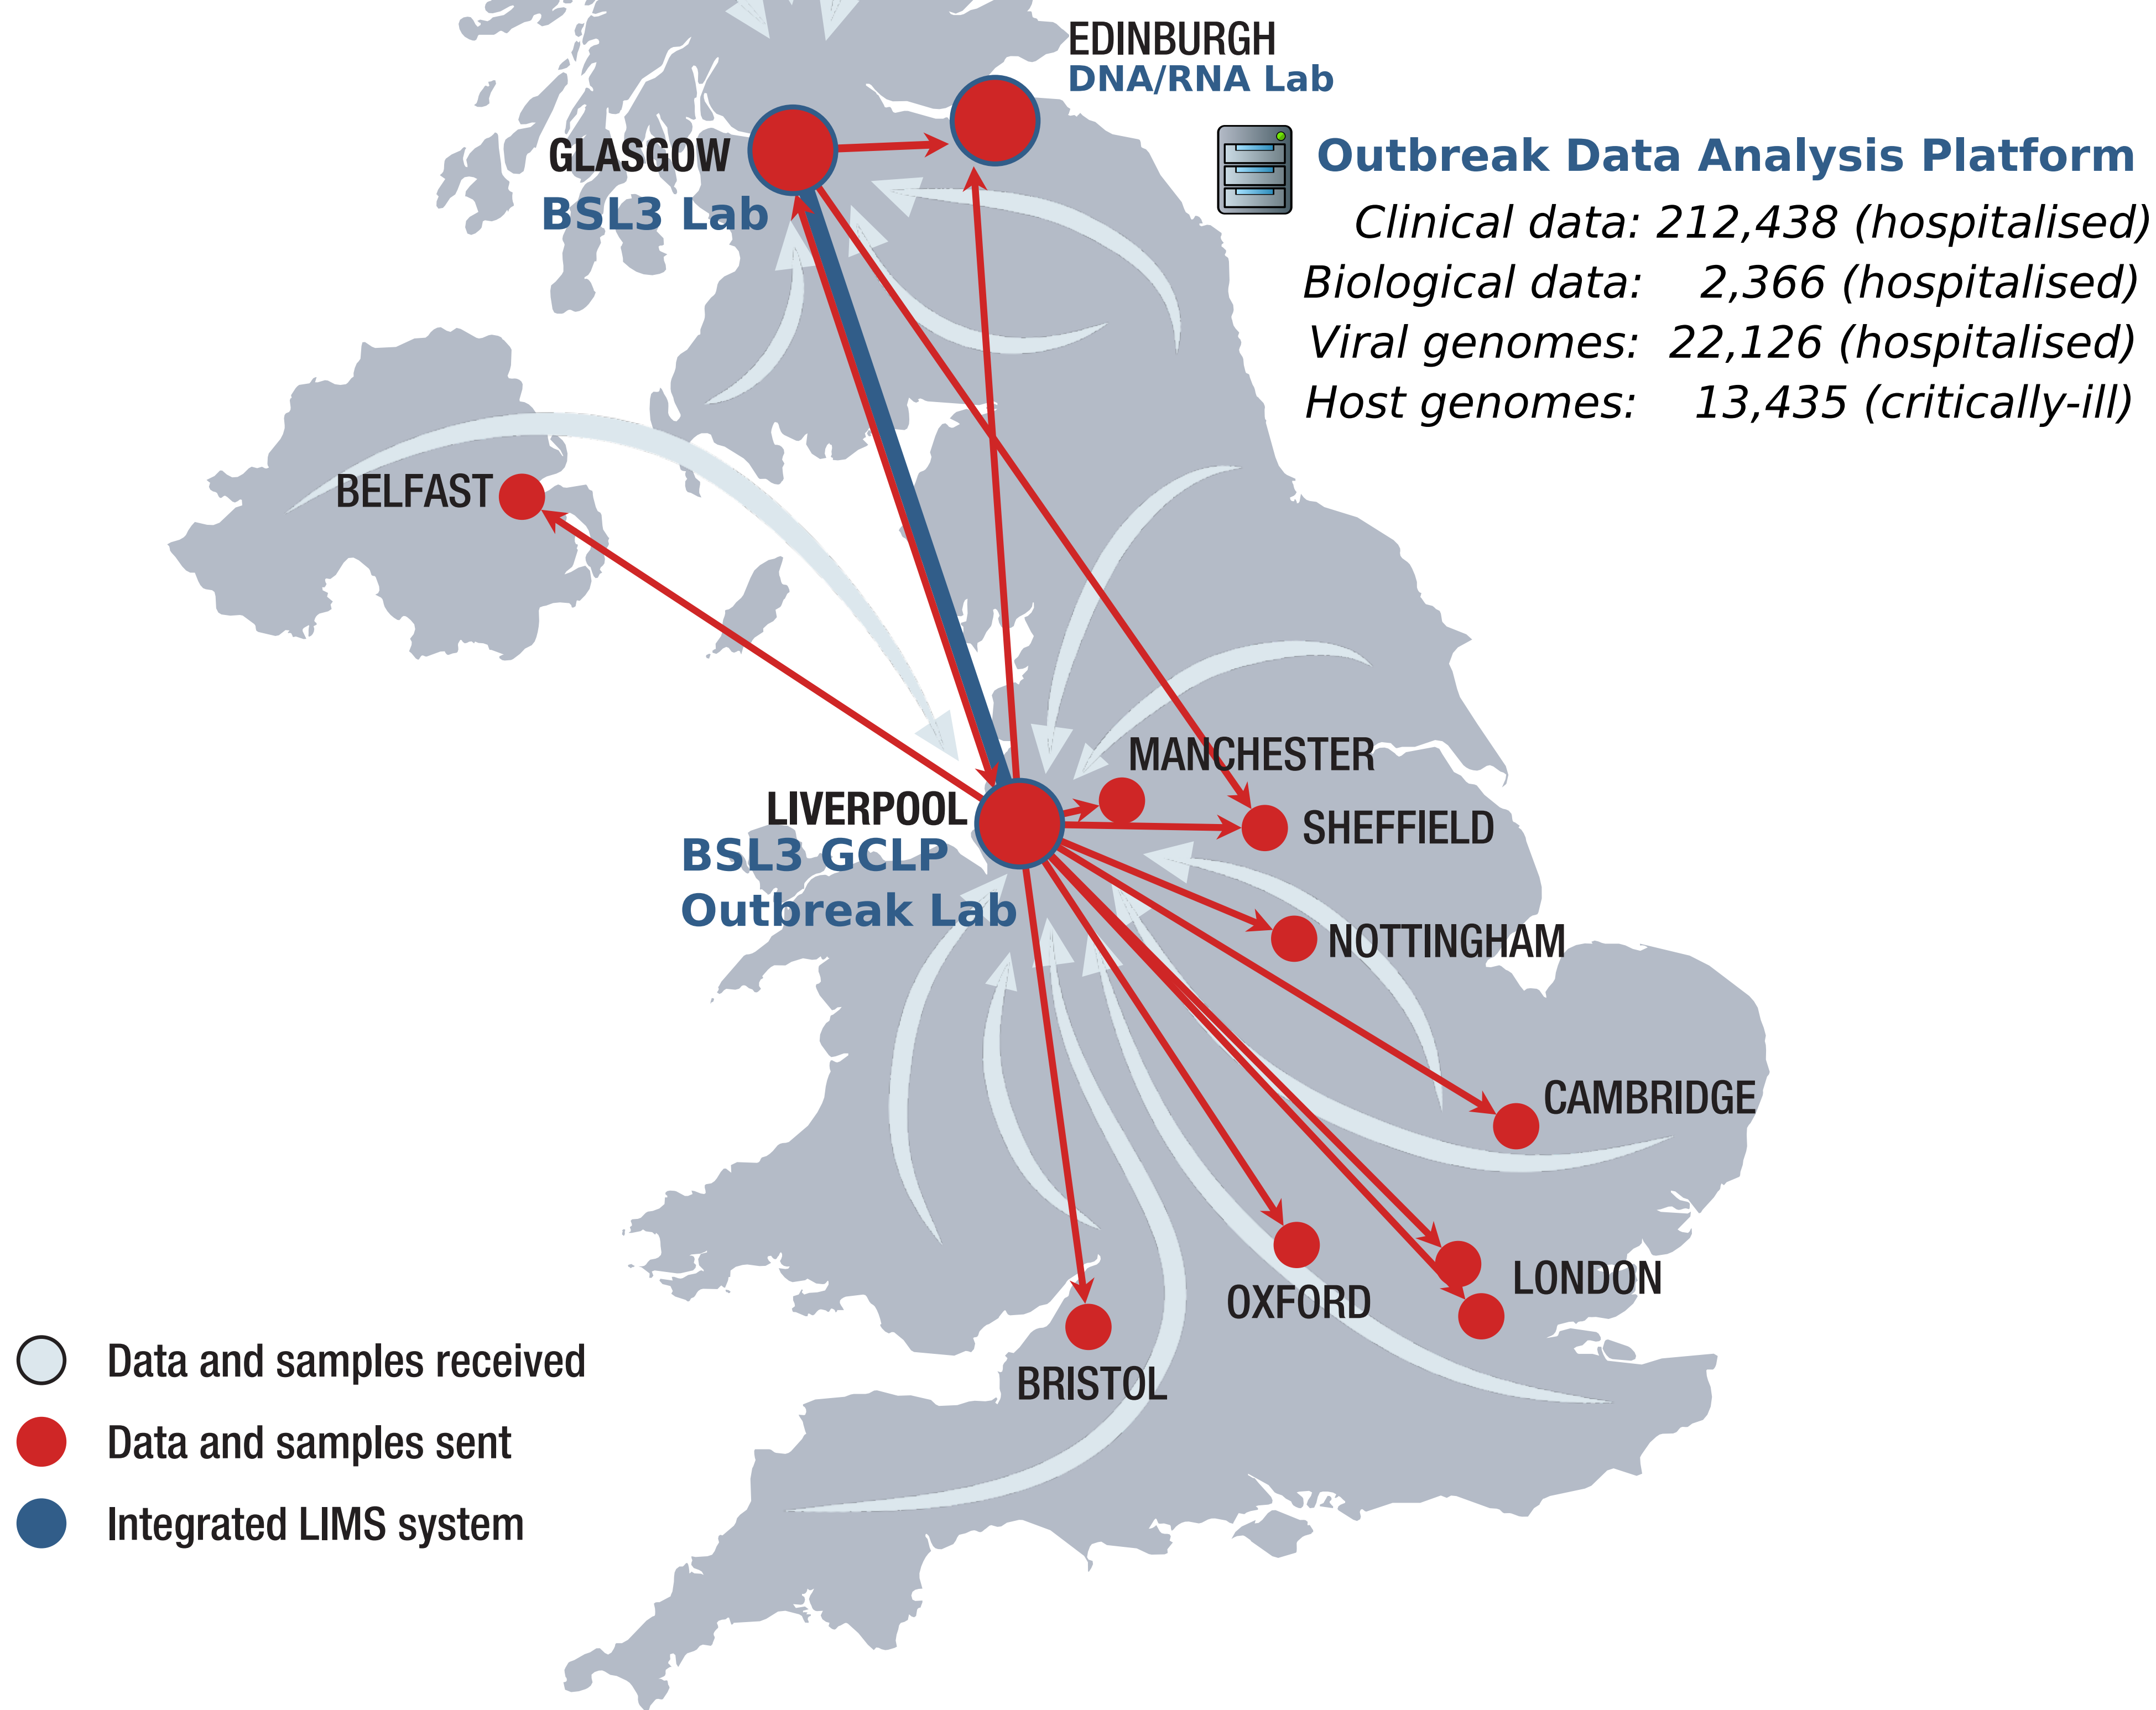 EDINBURGH
DNA/RNA Lab
GLASGOW
BSL3 Lab
Outbreak Data Analysis Platform
Clinical data: 212,438 (hospitalised)
Biological data: 2,366 (hospitalised)
Viral genomes: 22,126 (hospitalised)
Host genomes: 13,435 (critically-ill)
BELFAST
MANCHESTER
LIVERPOOL
BSL3 GCLP
Outbreak Lab
SHEFFIELD
NOTTINGHAM
CAMBRIDGE
LONDON
OXFORD
BRISTOL
Data and samples received
Data and samples sent
Integrated LIMS system